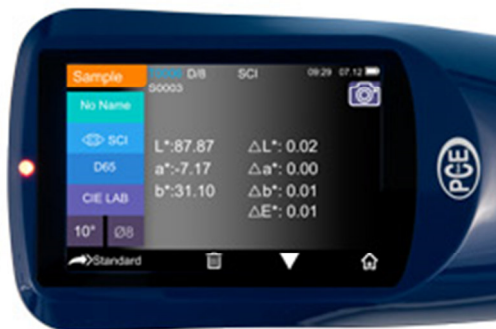 Sample
D/8 SCI 09:29 07.12
S0003
No Name
SCI
D65
CIE LAB
10° Ø8
L*:87.87 △L*: 0.02
a*:-7.17 △a*: 0.00
b*:31.10 △b*: 0.01
△E*: 0.01
Standard
PCE